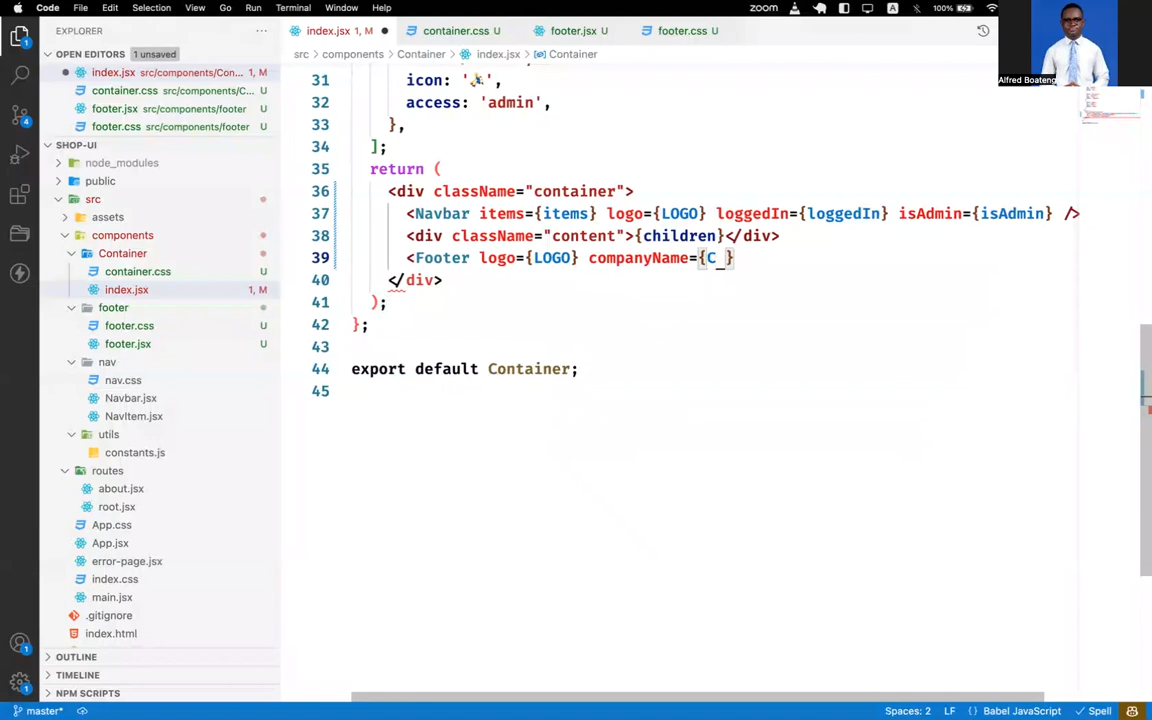 Code File Edit Selection View Go Run Terminal Window Help
zoom A 100%
EXPLORER
index.jsx 1, M
container.css U
footer.jsx U
footer.css U
OPEN EDITORS 1 unsaved
index.jsx src/components/Con... 1, M
container.css src/components/C... U
footer.jsx src/components/footer U
footer.css src/components/footer U
SHOP-UI
node_modules
public
src
assets
components
Container
container.css U
index.jsx 1, M
footer
footer.css U
footer.jsx U
nav
nav.css
Navbar.jsx
NavItem.jsx
utils
constants.js
routes
about.jsx
root.jsx
App.css
App.jsx
error-page.jsx
index.css
main.jsx
.gitignore
index.html
OUTLINE
TIMELINE
NPM SCRIPTS
src > components > Container > index.jsx > Container
31 icon: '',
32 access: 'admin',
33 },
34 ];
35 return (
36 <div className="container">
37 <Navbar items={items} logo={LOGO} loggedIn={loggedIn} isAdmin={isAdmin} />
38 <div className="content">{children}</div>
39 <Footer logo={LOGO} companyName={C_}
40 </div>
41 );
42 };
43
44 export default Container;
45
Alfred Boateng
1
4
1
1
master* Spaces: 2 LF { } Babel JavaScript Spell